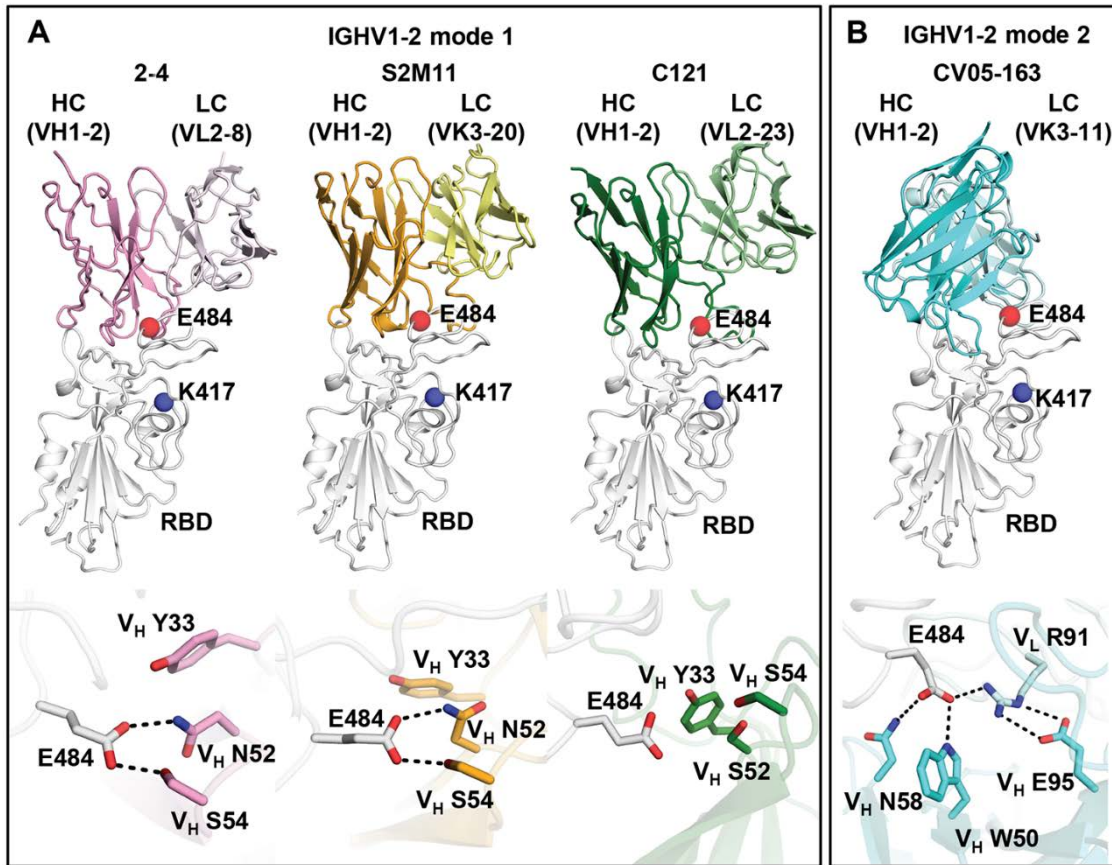 A
IGHV1-2 mode 1
2-4
S2M11
C121
HC
(VH1-2)
LC
(VL2-8)
HC
(VH1-2)
LC
(VK3-20)
HC
(VH1-2)
LC
(VL2-23)
E484
K417
RBD
E484
K417
RBD
E484
K417
RBD
VH Y33
E484
VH N52
VH S54
VH Y33
E484
VH N52
VH S54
VH Y33
VH S54
E484
VH S52
B
IGHV1-2 mode 2
CV05-163
HC
(VH1-2)
LC
(VK3-11)
E484
K417
RBD
E484
VL R91
VH N58
VH E95
VH W50